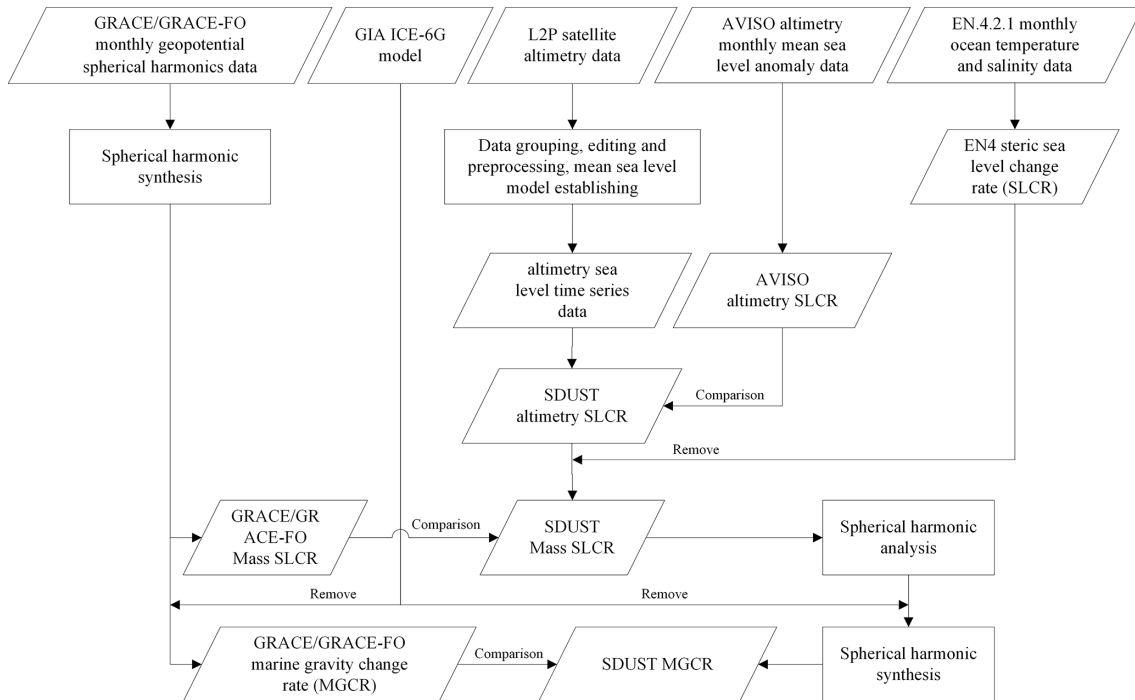 GRACE/GRACE-FO
monthly geopotential
spherical harmonics data
GIA ICE-6G
model
L2P satellite
altimetry data
AVISO altimetry
monthly mean sea
level anomaly data
EN.4.2.1 monthly
ocean temperature
and salinity data
Spherical harmonic
synthesis
Data grouping, editing and
preprocessing, mean sea level
model establishing
EN4 steric sea
level change
rate (SLCR)
altimetry sea
level time series
data
AVISO
altimetry SLCR
SDUST
altimetry SLCR
Comparison
Remove
GRACE/GR
ACE-FO
Mass SLCR
Comparison
SDUST
Mass SLCR
Spherical harmonic
analysis
Remove
Remove
GRACE/GRACE-FO
marine gravity change
rate (MGCR)
Comparison
SDUST MGCR
Spherical harmonic
synthesis